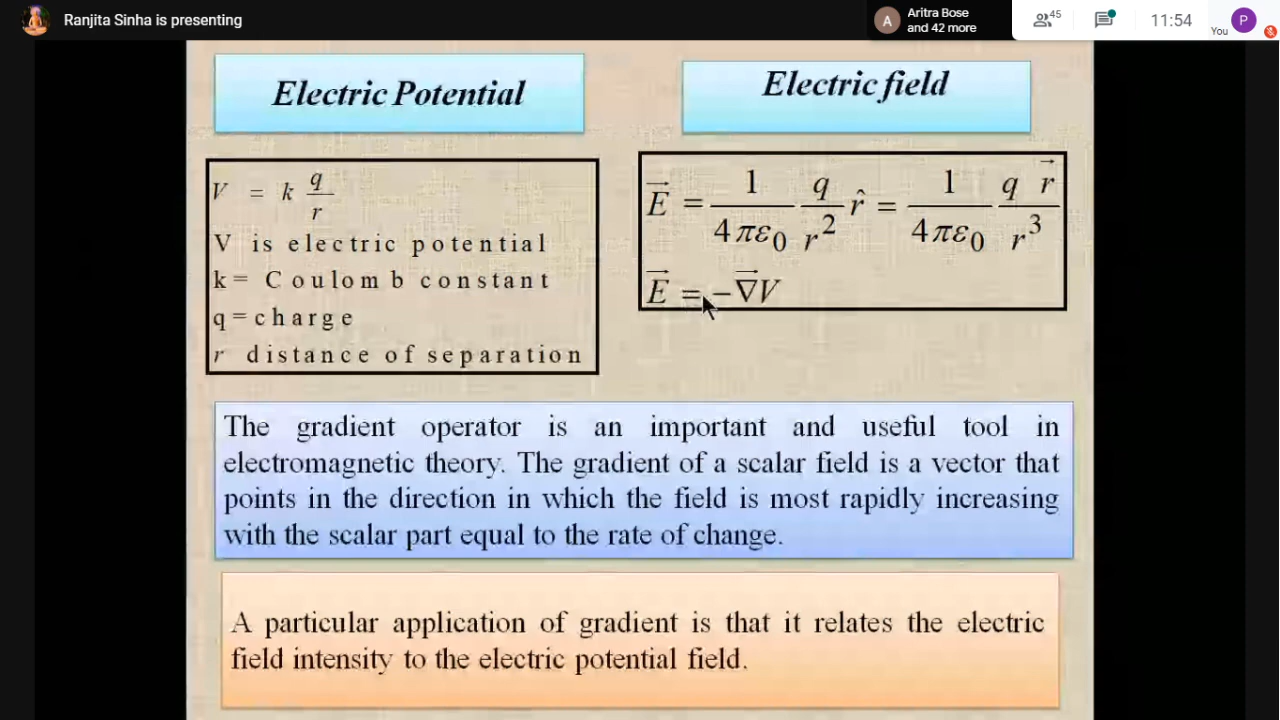 Ranjita Sinha is presenting
A
Aritra Bose
and 42 more
45
11:54
You
P
Electric Potential
Electric field
V = k q/r
V is electric potential
k = Coulomb constant
q = charge
r distance of separation
E⃗ = 1/(4πε₀) q/r² r̂ = 1/(4πε₀) q r⃗/r³
E⃗ = −∇⃗V
The gradient operator is an important and useful tool in
electromagnetic theory. The gradient of a scalar field is a vector that
points in the direction in which the field is most rapidly increasing
with the scalar part equal to the rate of change.
A particular application of gradient is that it relates the electric
field intensity to the electric potential field.